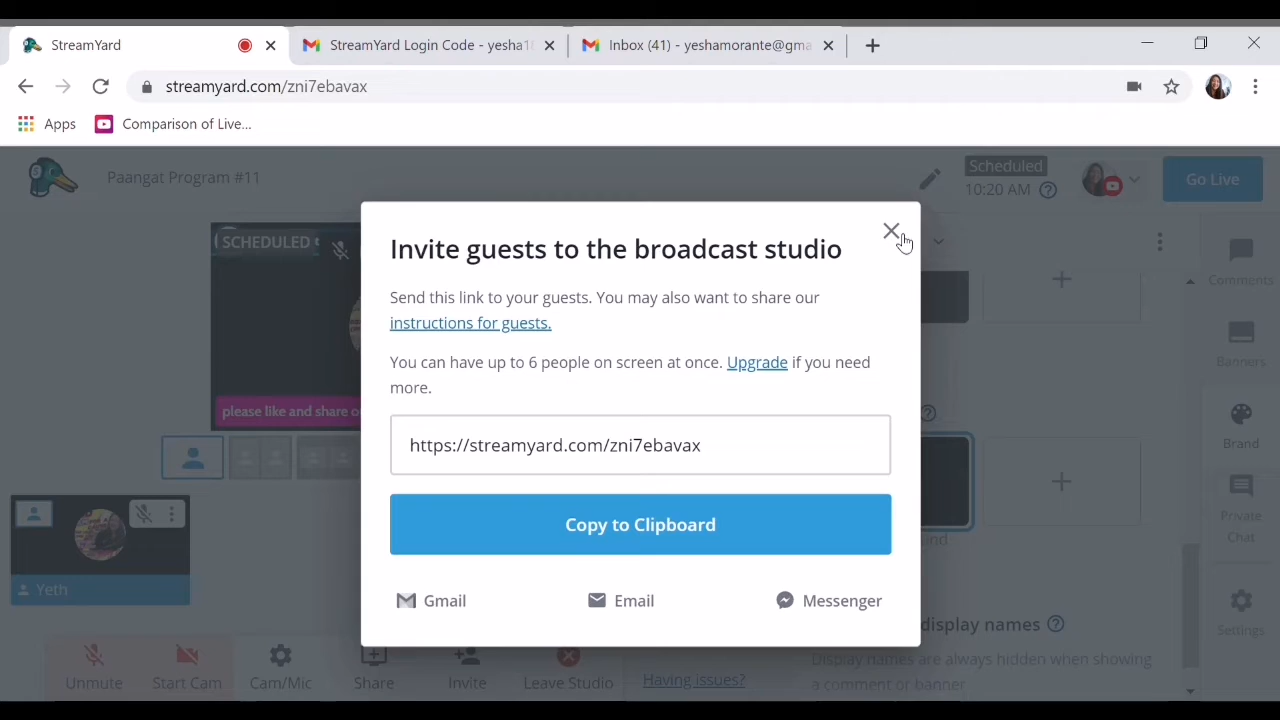 StreamYard
StreamYard Login Code - yesha1
Inbox (41) - yeshamorante@gma
streamyard.com/zni7ebavax
Apps
Comparison of Live...
Paangat Program #11
Scheduled
10:20 AM
Go Live
SCHEDULED
Invite guests to the broadcast studio
Send this link to your guests. You may also want to share our
instructions for guests.
You can have up to 6 people on screen at once. Upgrade if you need
more.
https://streamyard.com/zni7ebavax
Copy to Clipboard
Gmail
Email
Messenger
please like and share
Yeth
Comments
Banners
Brand
Private
Chat
Settings
display names
Display names are always hidden when showing
a comment or banner
Unmute
Start Cam
Cam/Mic
Share
Invite
Leave Studio
Having issues?